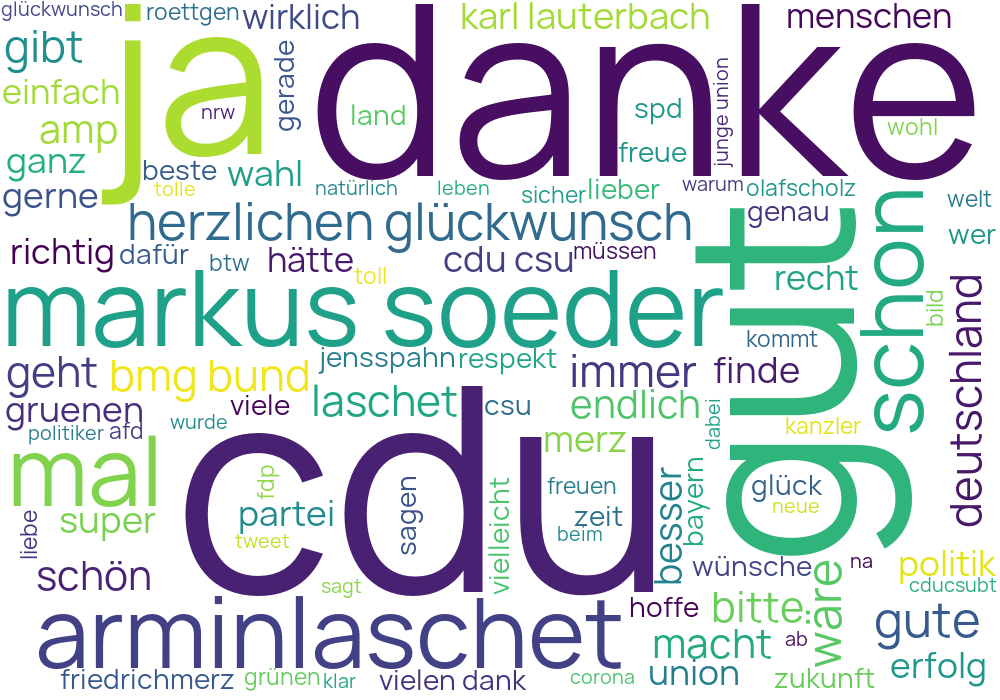 glückwunsch
roettgen
wirklich
karl lauterbach
menschen
gibt
ja
danke
gerade
einfach
amp
nrw
land
spd
junge union
wohl
ganz
freue
beste
wahl
gerne
tolle
natürlich
leben
sicher
lieber
warum
olafscholz
welt
herzlichen glückwunsch
genau
wer
richtig
dafür
btw
hätte
cdu csu
müssen
gut
schon
toll
recht
markus soeder
bild
deutschland
kommt
geht
bmg bund
jensspahn
respekt
immer
finde
gruenen
viele
laschet
csu
endlich
dabei
politiker
afd
wurde
cdu
merz
kanzler
mal
fdp
sagen
vielleicht
freuen
besser
bayern
glück
neue
super
partei
zeit
liebe
tweet
beim
schön
sagt
wünsche
na
politik
cducsubt
arminlaschet
hoffe
bitte
wäre
gute
macht
ab
erfolg
friedrichmerz
grünen
klar
vielen dank
corona
union
zukunft